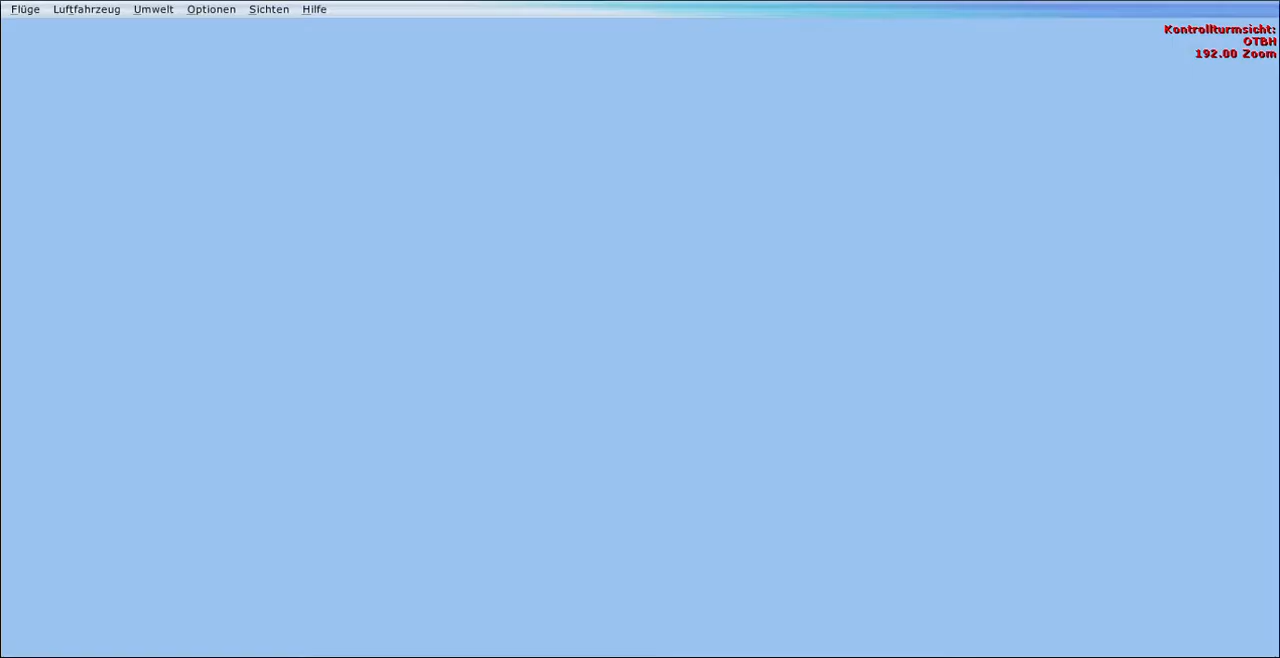 Flüge Luftfahrzeug Umwelt Optionen Sichten Hilfe
Kontrollturmsicht:
OTBH
192.00 Zoom